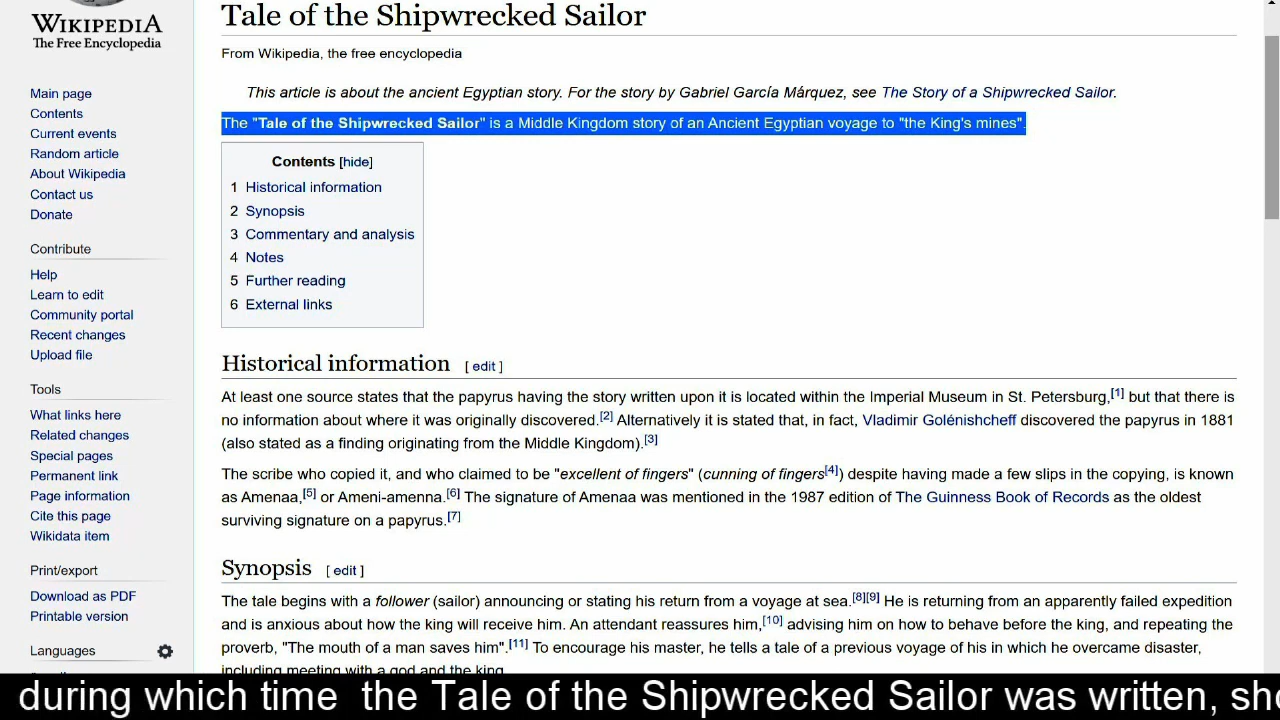 Tale of the Shipwrecked Sailor
WIKIPEDIA
The Free Encyclopedia
From Wikipedia, the free encyclopedia
Main page
Contents
Current events
Random article
About Wikipedia
Contact us
Donate
Contribute
Help
Learn to edit
Community portal
Recent changes
Upload file
Tools
What links here
Related changes
Special pages
Permanent link
Page information
Cite this page
Wikidata item
Print/export
Download as PDF
Printable version
Languages
This article is about the ancient Egyptian story. For the story by Gabriel García Márquez, see The Story of a Shipwrecked Sailor.
The "Tale of the Shipwrecked Sailor" is a Middle Kingdom story of an Ancient Egyptian voyage to "the King's mines".
Contents [hide]
1 Historical information
2 Synopsis
3 Commentary and analysis
4 Notes
5 Further reading
6 External links
Historical information [ edit ]
At least one source states that the papyrus having the story written upon it is located within the Imperial Museum in St. Petersburg,[1] but that there is
no information about where it was originally discovered.[2] Alternatively it is stated that, in fact, Vladimir Golénishcheff discovered the papyrus in 1881
(also stated as a finding originating from the Middle Kingdom).[3]
The scribe who copied it, and who claimed to be "excellent of fingers" (cunning of fingers[4]) despite having made a few slips in the copying, is known
as Amenaa,[5] or Ameni-amenna.[6] The signature of Amenaa was mentioned in the 1987 edition of The Guinness Book of Records as the oldest
surviving signature on a papyrus.[7]
Synopsis [ edit ]
The tale begins with a follower (sailor) announcing or stating his return from a voyage at sea.[8][9] He is returning from an apparently failed expedition
and is anxious about how the king will receive him. An attendant reassures him,[10] advising him on how to behave before the king, and repeating the
proverb, "The mouth of a man saves him".[11] To encourage his master, he tells a tale of a previous voyage of his in which he overcame disaster,
including meeting with a god and the king.
during which time the Tale of the Shipwrecked Sailor was written, sho